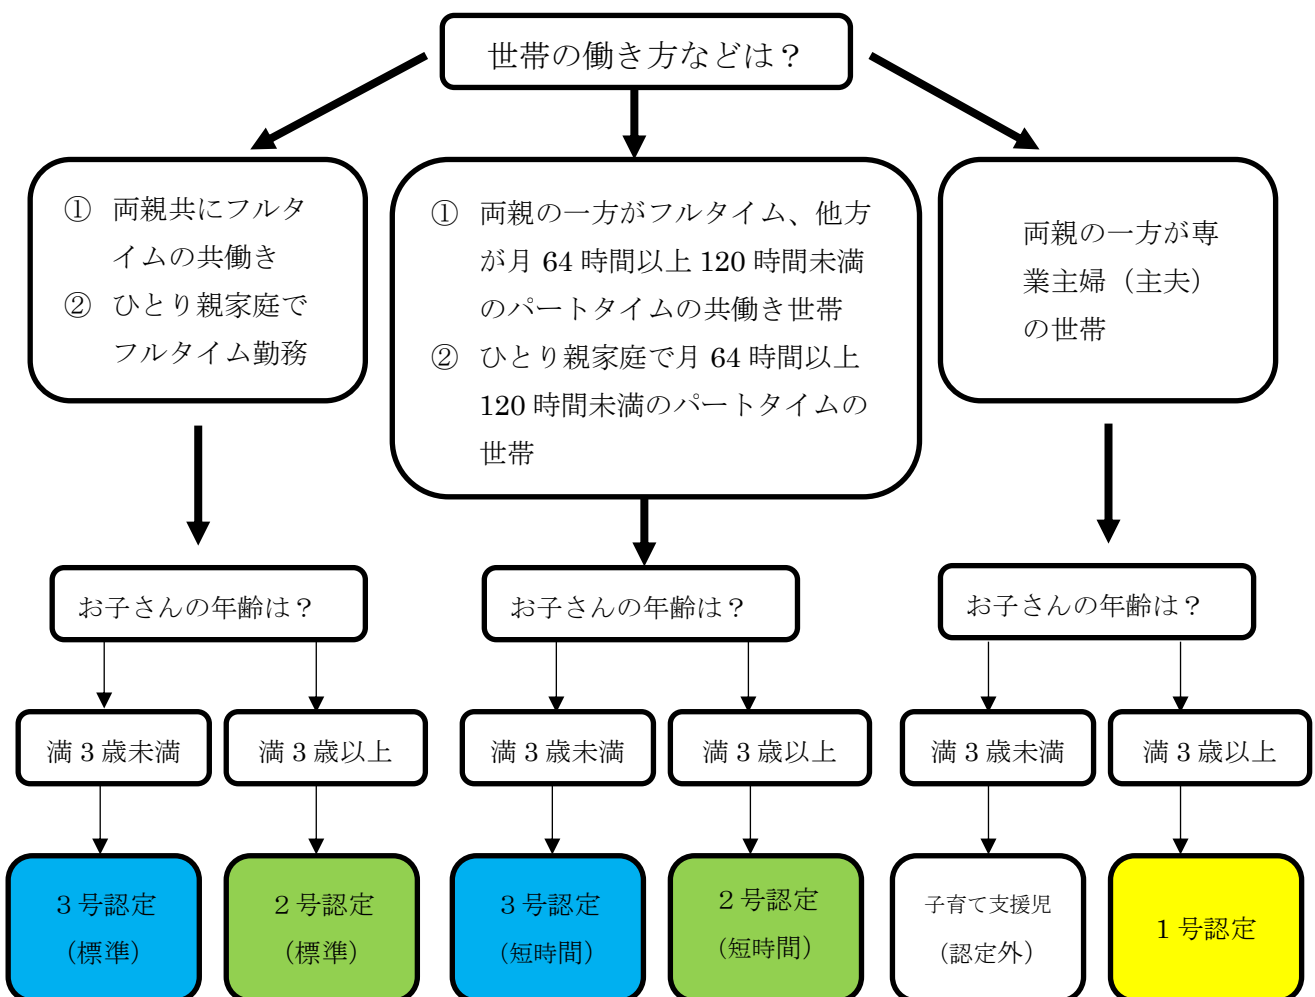 世帯の働き方などは？
① 両親共にフルタ
イムの共働き
② ひとり親家庭で
フルタイム勤務
① 両親の一方がフルタイム、他方
が月 64 時間以上 120 時間未満
のパートタイムの共働き世帯
② ひとり親家庭で月 64 時間以上
120 時間未満のパートタイムの
世帯
両親の一方が専
業主婦（主夫）
の世帯
お子さんの年齢は？
お子さんの年齢は？
お子さんの年齢は？
満３歳未満
満３歳以上
満３歳未満
満３歳以上
満３歳未満
満３歳以上
３号認定
（標準）
２号認定
（標準）
３号認定
（短時間）
２号認定
（短時間）
子育て支援児
（認定外）
１号認定